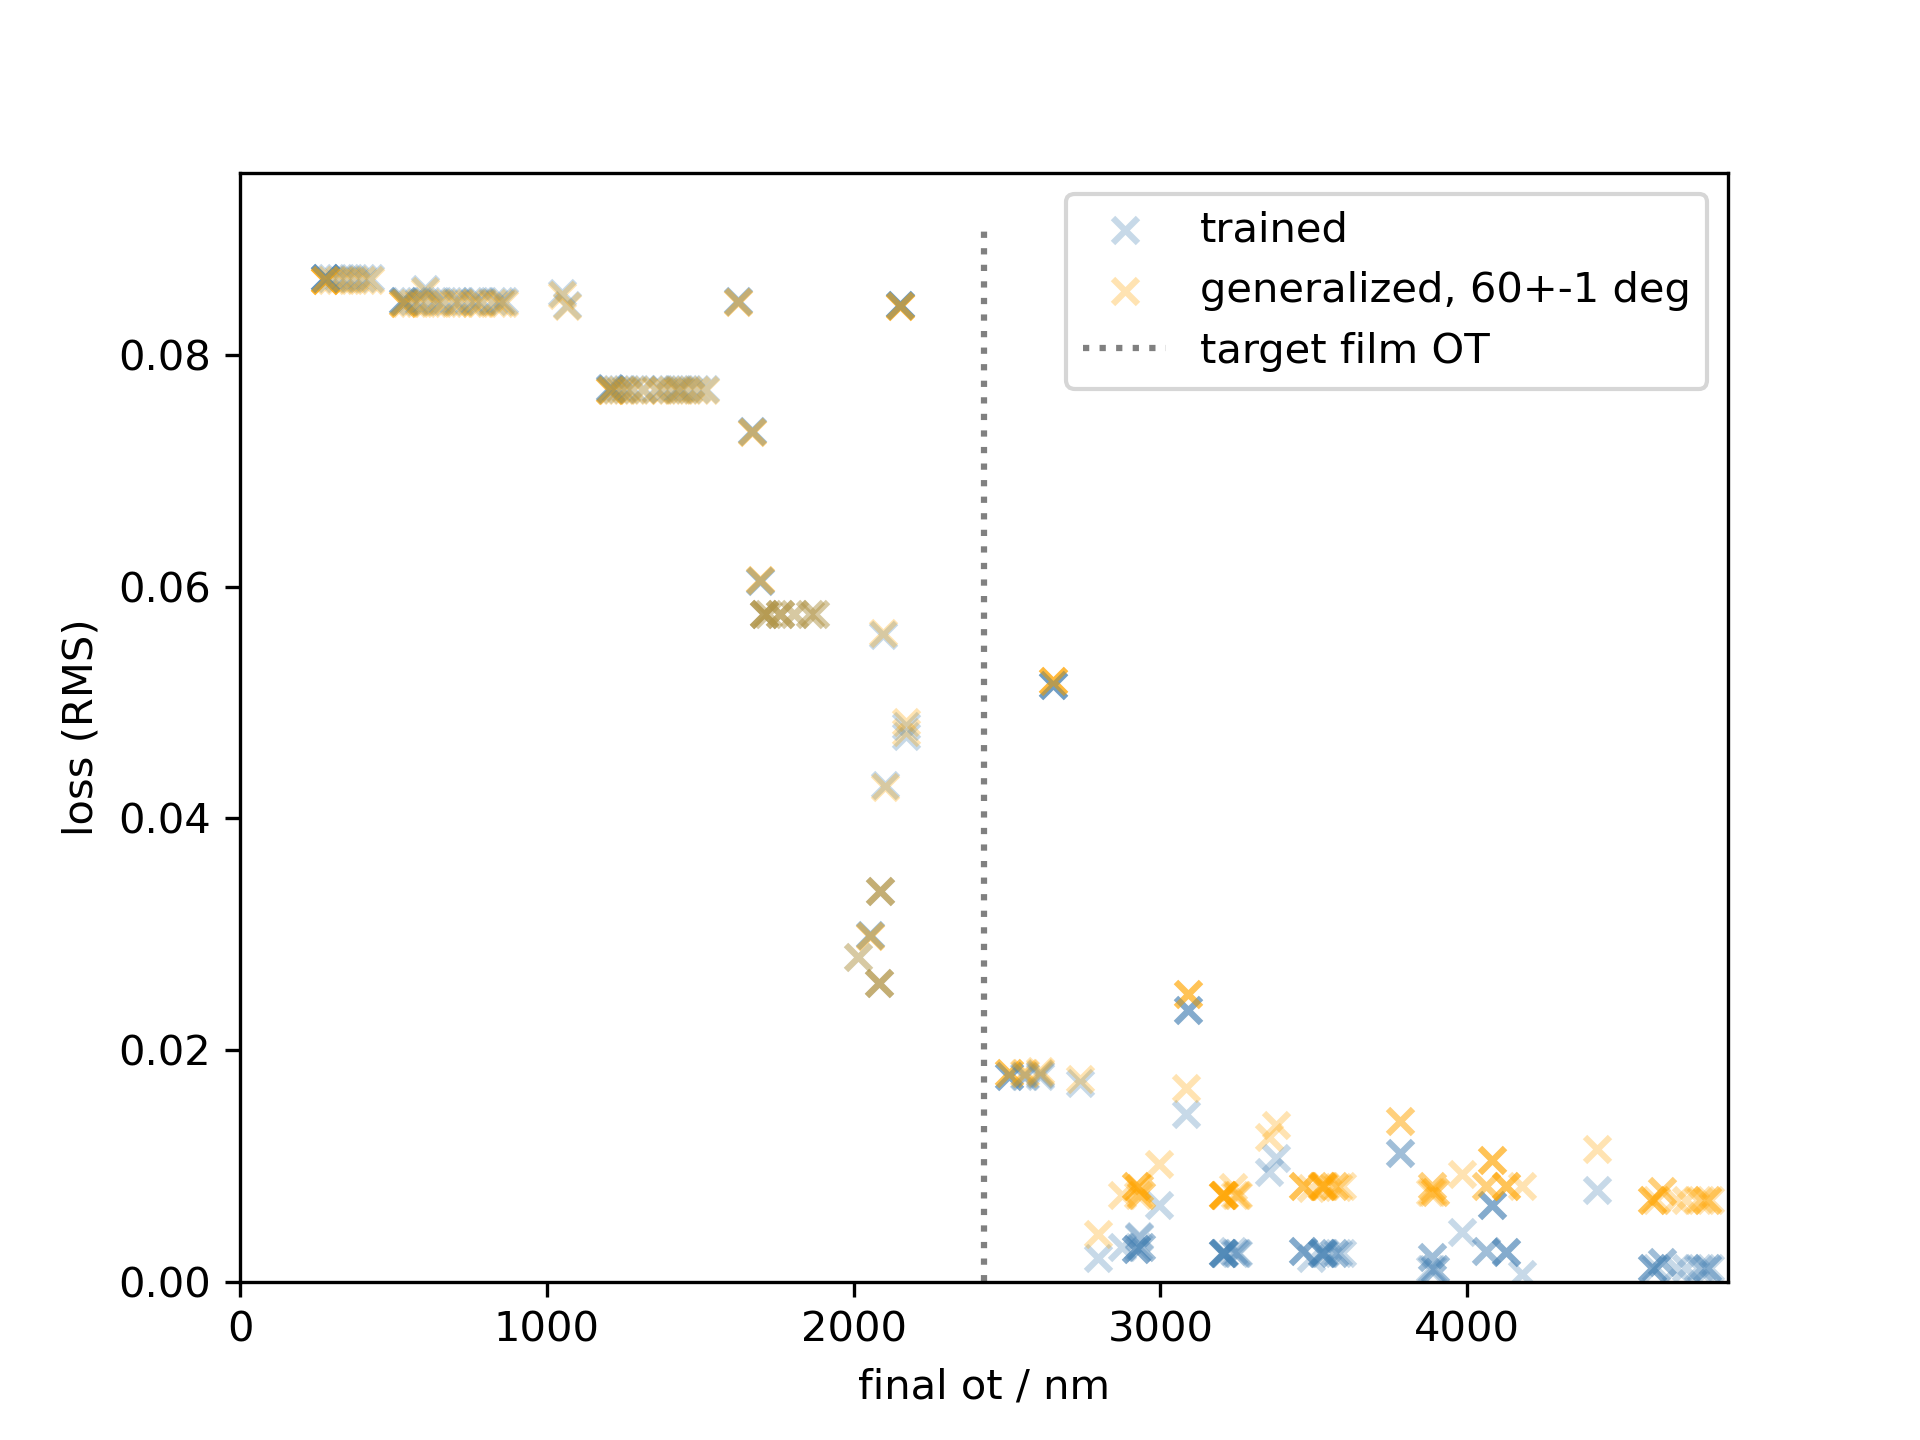 trained
generalized, 60+-1 deg
target film OT
loss (RMS)
0.08
0.06
0.04
0.02
0.00
0 1000 2000 3000 4000
final ot / nm